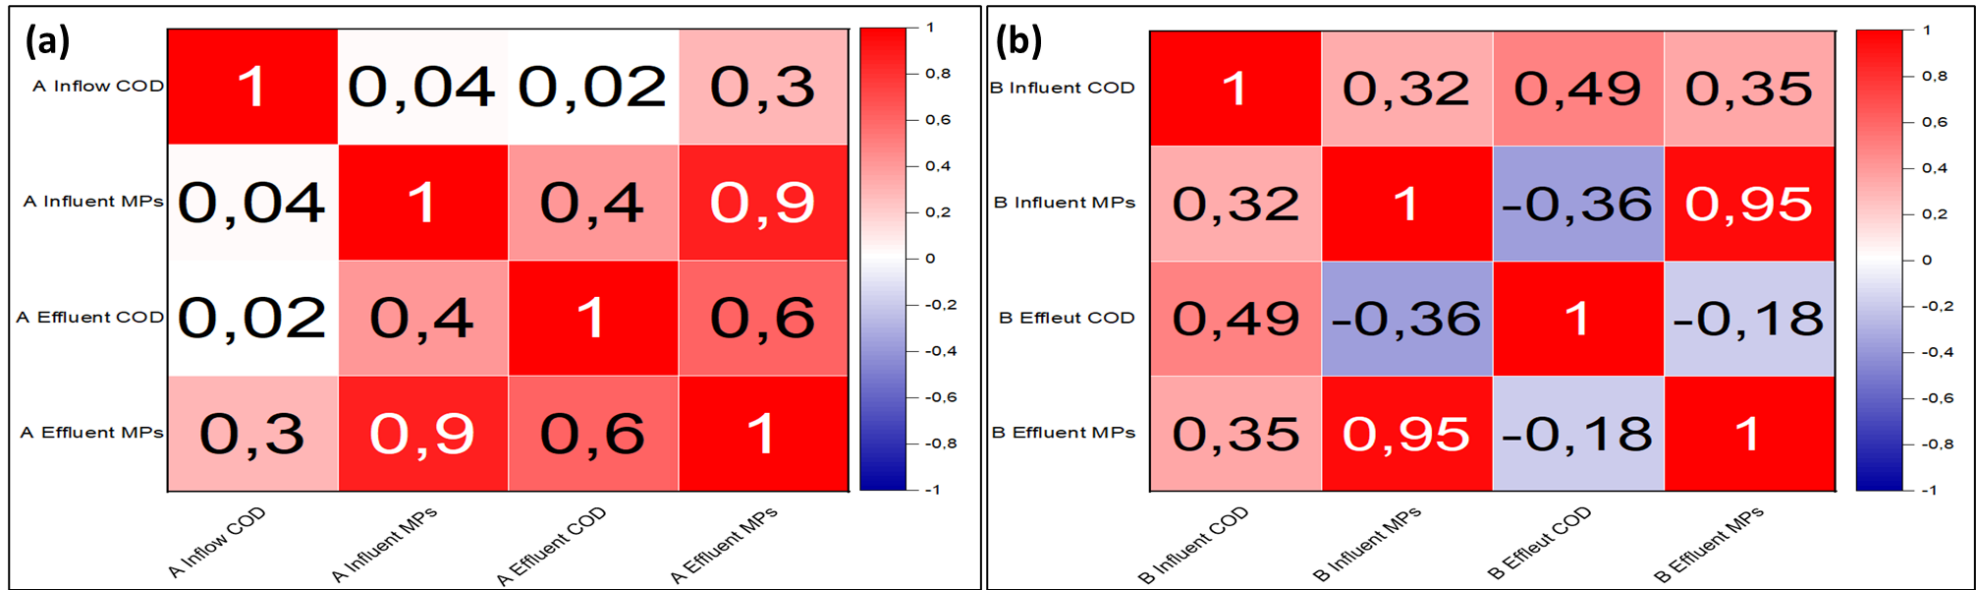 (a)
A Inflow COD 1 0,04 0,02 0,3
A Influent MPs 0,04 1 0,4 0,9
A Effluent COD 0,02 0,4 1 0,6
A Effluent MPs 0,3 0,9 0,6 1
A Inflow COD
A Influent MPs
A Effluent COD
A Effluent MPs
1
0,8
0,6
0,4
0,2
0
-0,2
-0,4
-0,6
-0,8
-1
(b)
B Influent COD 1 0,32 0,49 0,35
B Influent MPs 0,32 1 -0,36 0,95
B Effleut COD 0,49 -0,36 1 -0,18
B Effluent MPs 0,35 0,95 -0,18 1
B Influent COD
B Influent MPs
B Effleut COD
B Effluent MPs
1
0,8
0,6
0,4
0,2
0
-0,2
-0,4
-0,6
-0,8
-1